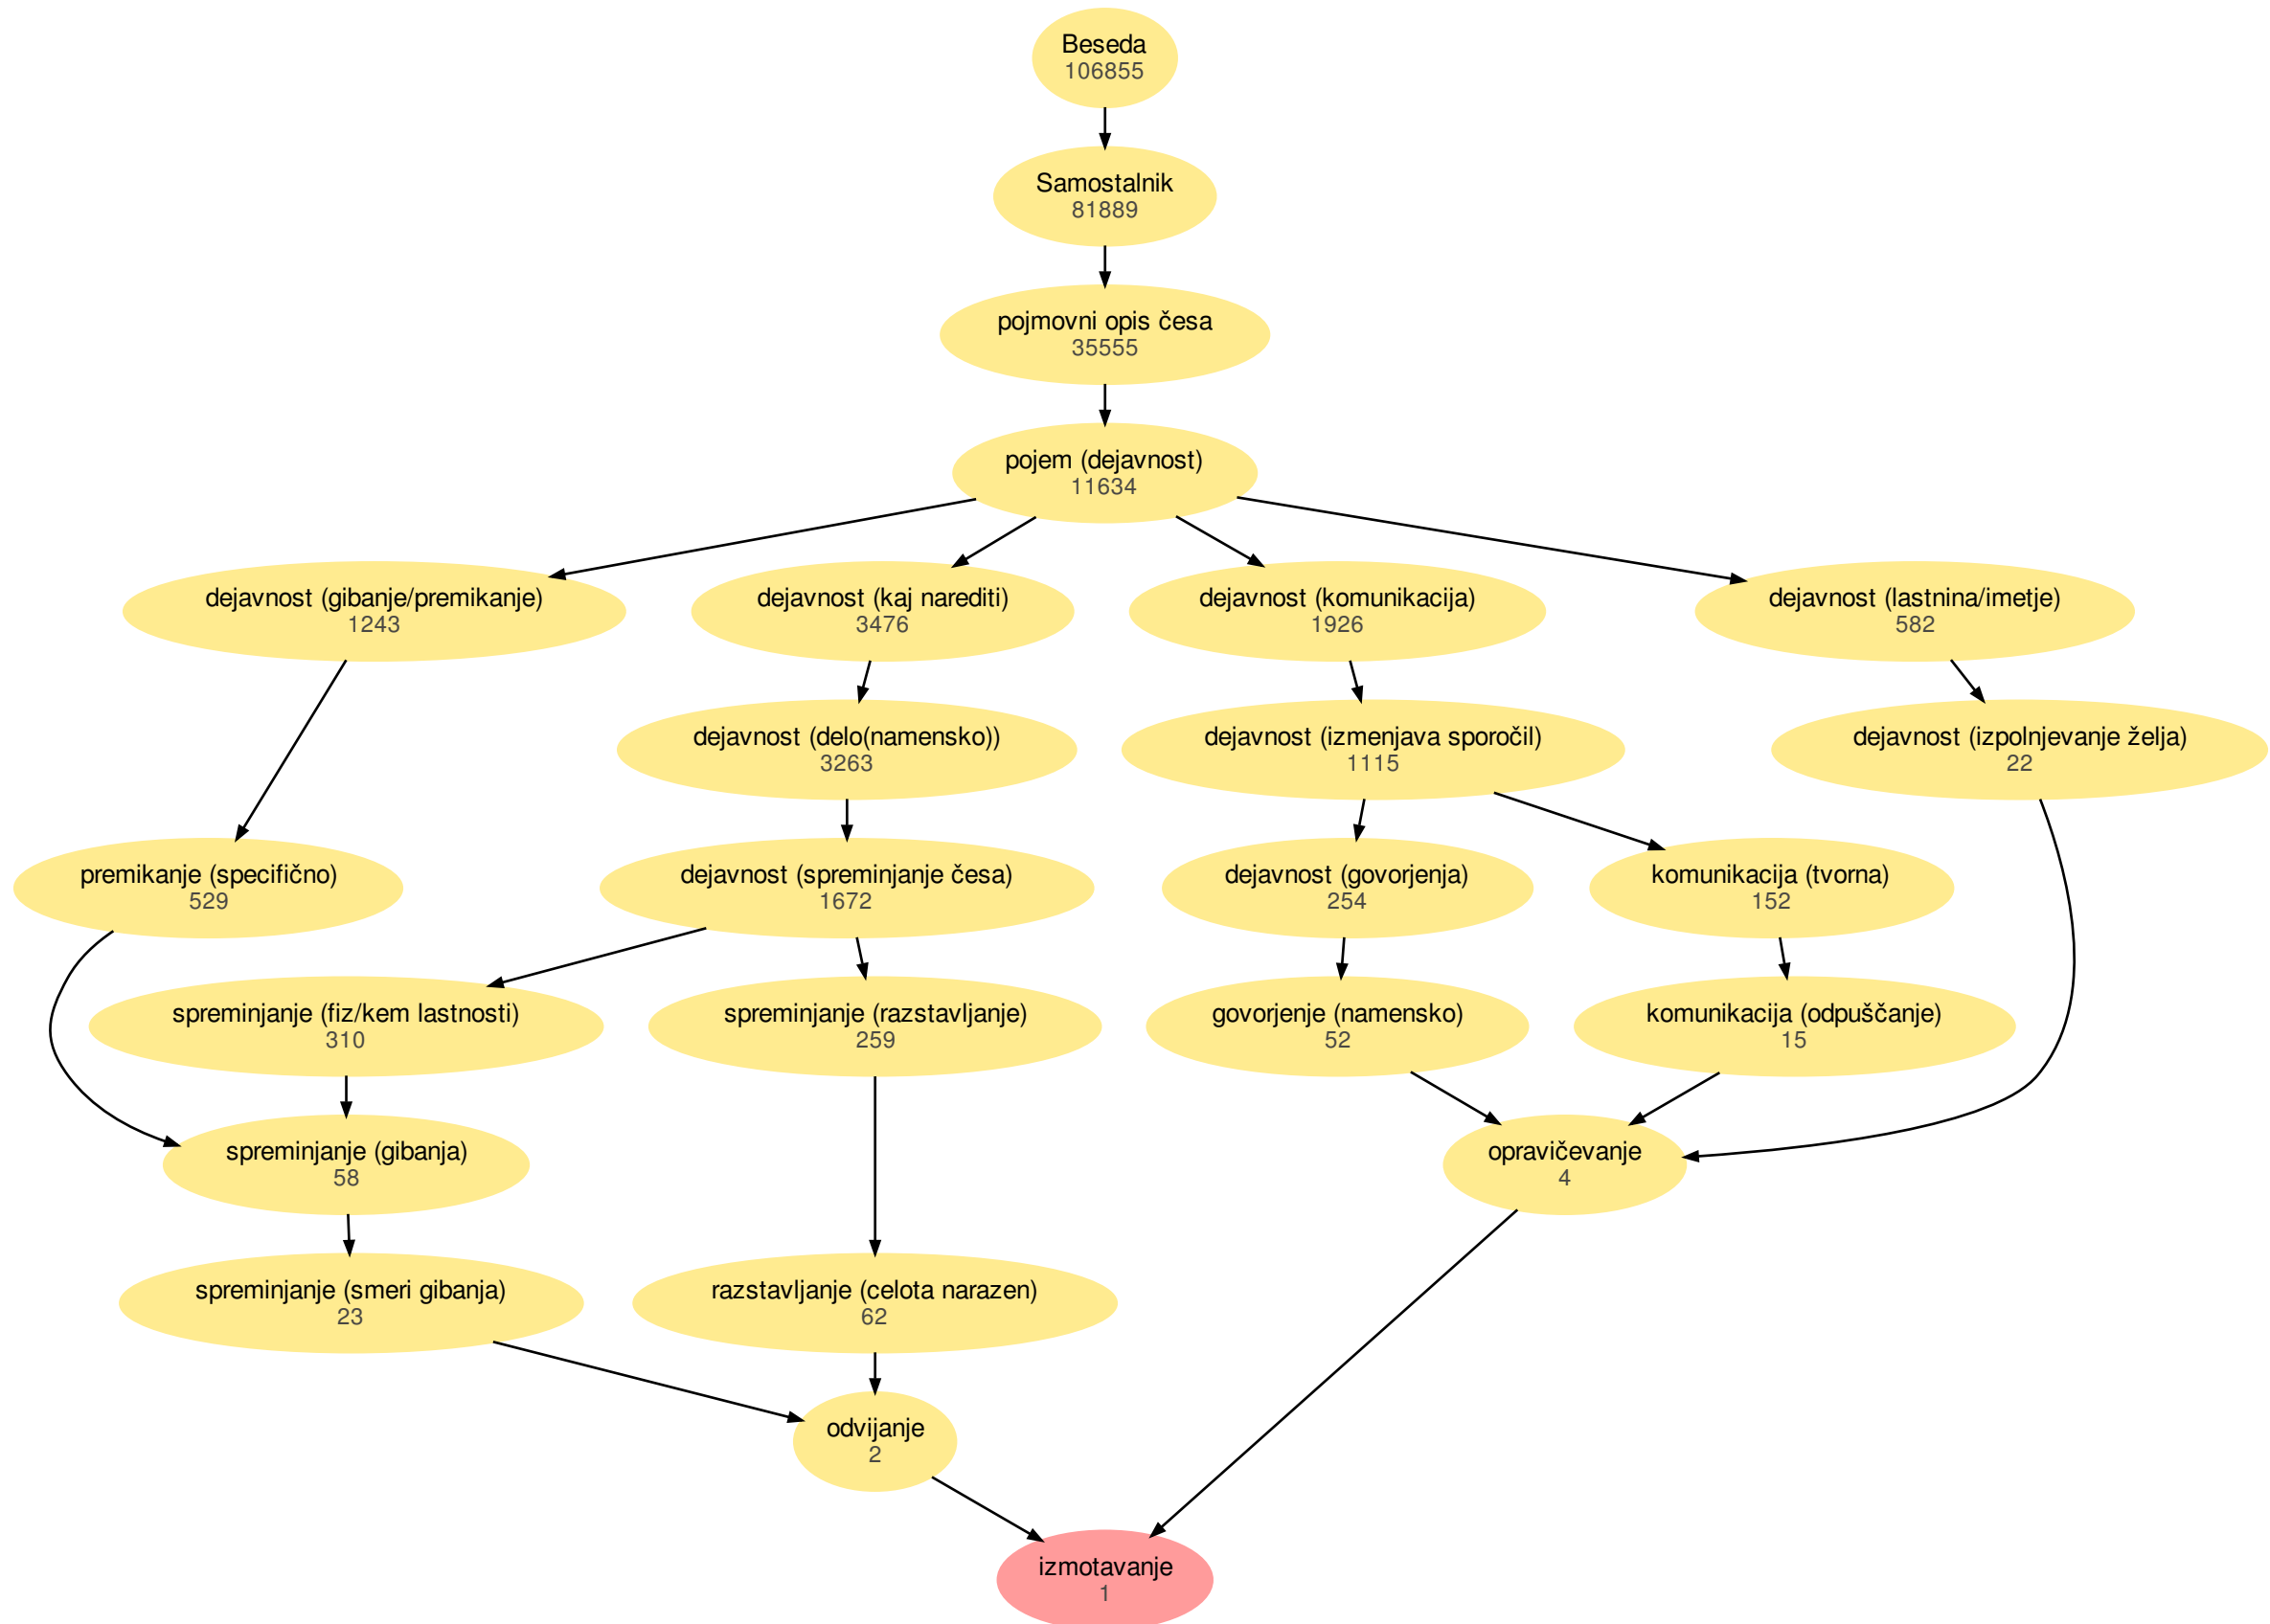 Beseda
106855
Samostalnik
81889
pojmovni opis česa
35555
pojem (dejavnost)
11634
dejavnost (gibanje/premikanje)
1243
dejavnost (kaj narediti)
3476
dejavnost (komunikacija)
1926
dejavnost (lastnina/imetje)
582
dejavnost (delo(namensko))
3263
dejavnost (izmenjava sporočil)
1115
dejavnost (izpolnjevanje želja)
22
premikanje (specifično)
529
dejavnost (spreminjanje česa)
1672
dejavnost (govorjenja)
254
komunikacija (tvorna)
152
spreminjanje (fiz/kem lastnosti)
310
spreminjanje (razstavljanje)
259
govorjenje (namensko)
52
komunikacija (odpuščanje)
15
spreminjanje (gibanja)
58
opravičevanje
4
spreminjanje (smeri gibanja)
23
razstavljanje (celota narazen)
62
odvijanje
2
izmotavanje
1